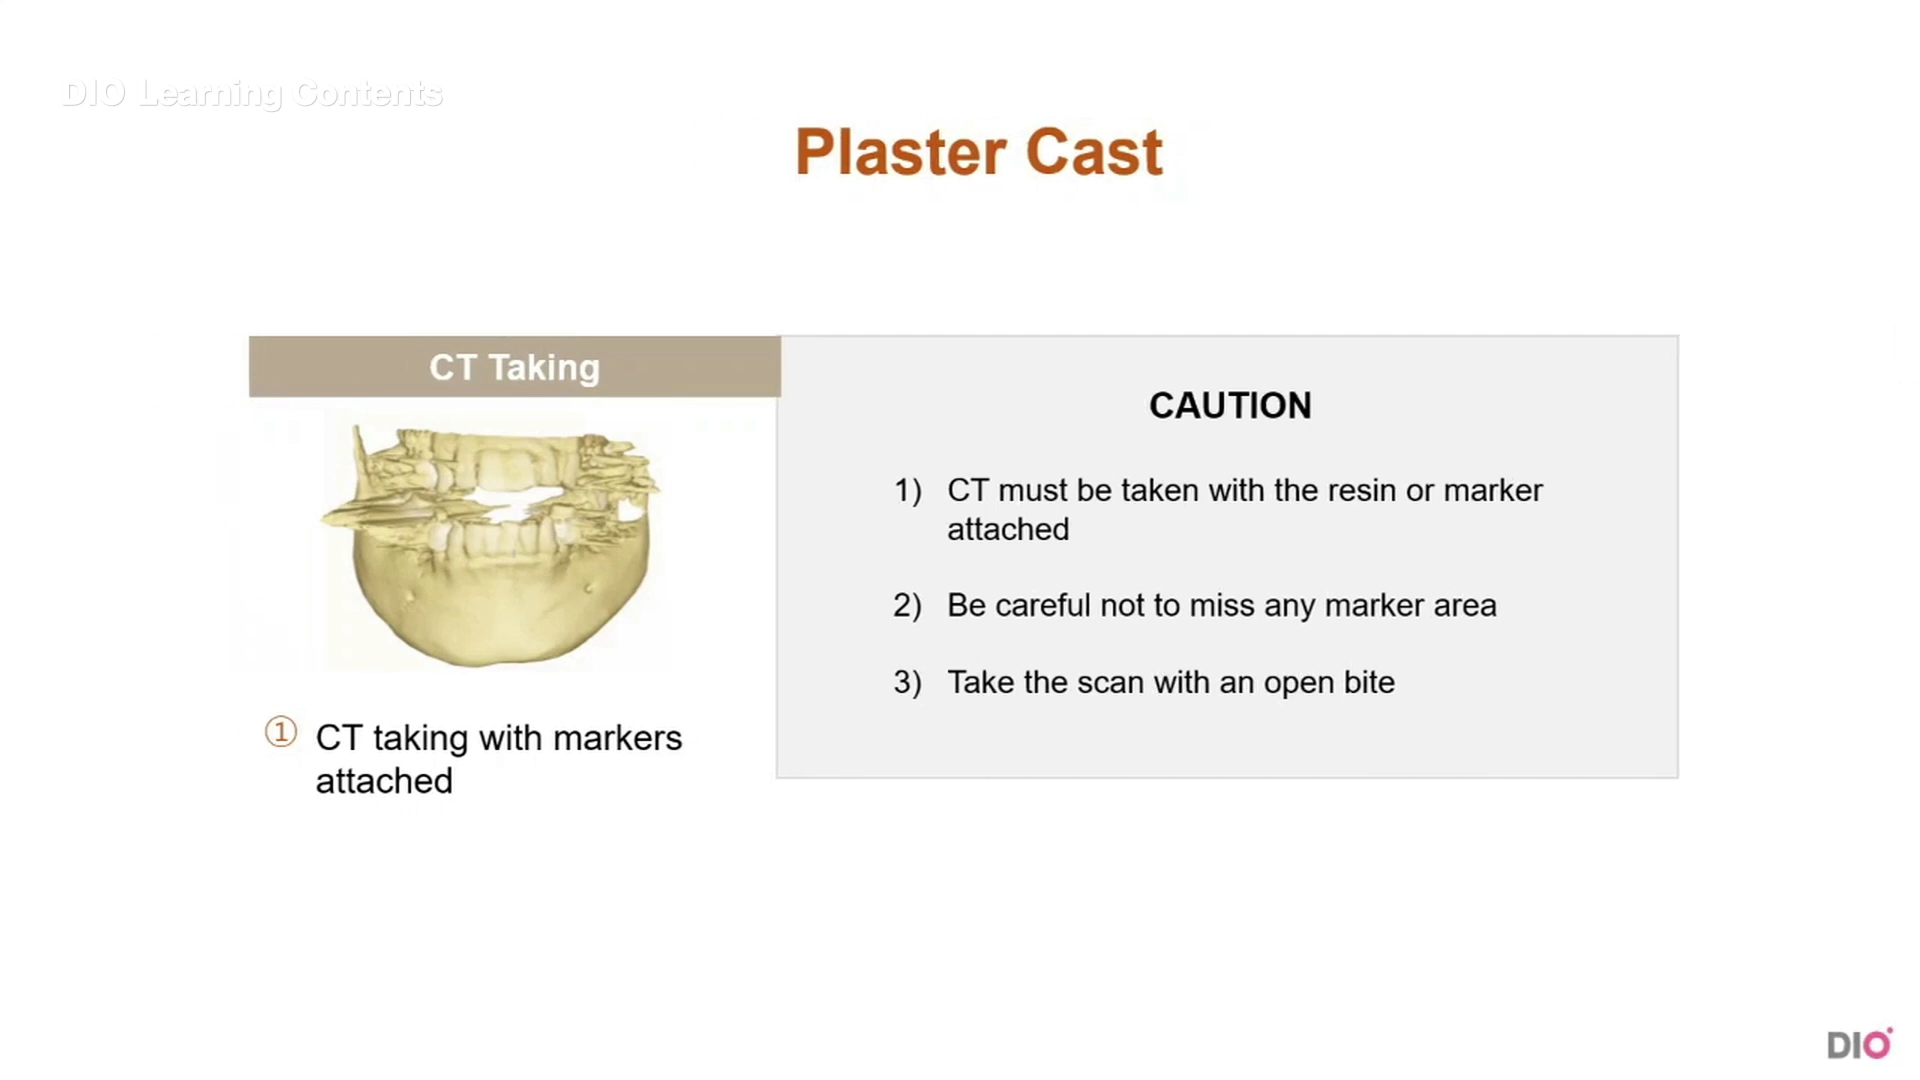 DIO Learning Contents
Plaster Cast
CT Taking
① CT taking with markers
attached
CAUTION
1) CT must be taken with the resin or marker
attached
2) Be careful not to miss any marker area
3) Take the scan with an open bite
DIO